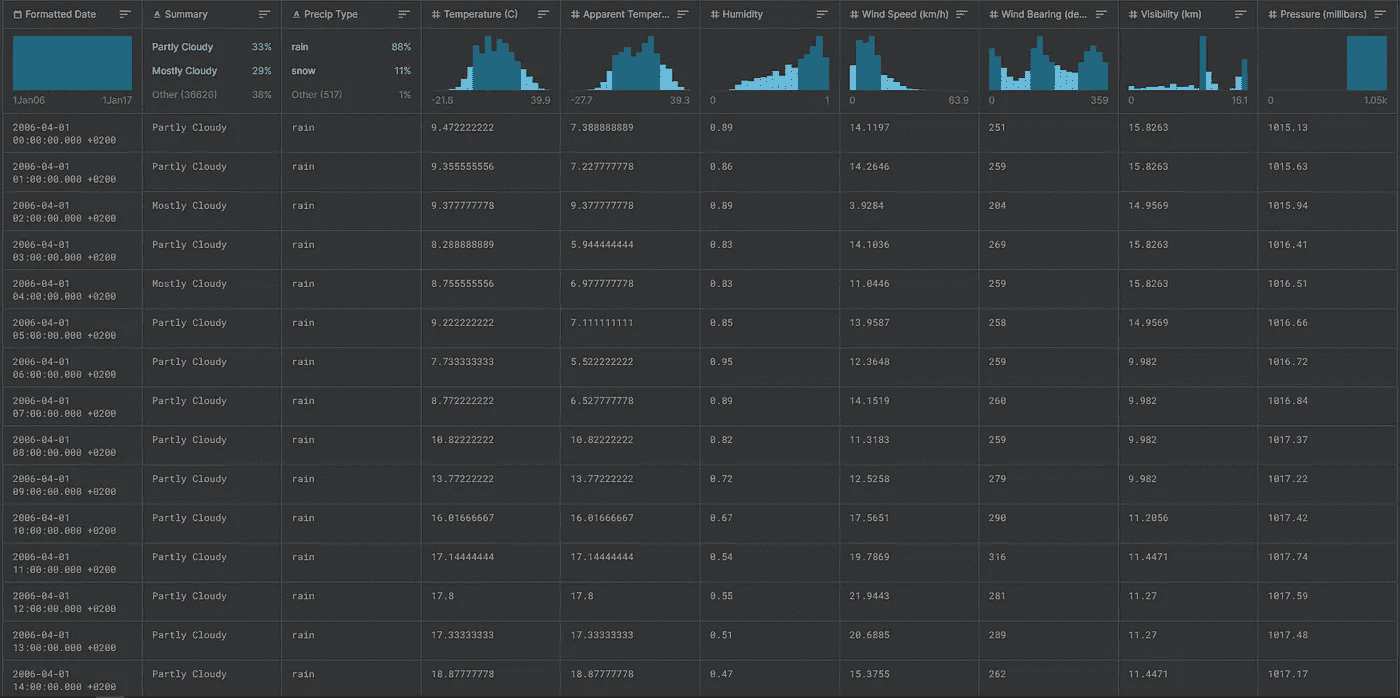 Formatted Date Summary Precip Type Temperature (C) Apparent Temper... Humidity Wind Speed (km/h) Wind Bearing (de... Visibility (km) Pressure (millibars)
Partly Cloudy 33% rain 88%
Mostly Cloudy 29% snow 11%
Other (36626) 38% Other (517) 1%
1Jan06 1Jan17 -21.8 39.9 -27.7 39.3 0 1 0 63.9 0 359 0 16.1 0 1.05k
2006-04-01 Partly Cloudy rain 9.472222222 7.388888889 0.89 14.1197 251 15.8263 1015.13
00:00:00.000 +0200
2006-04-01 Partly Cloudy rain 9.355555556 7.227777778 0.86 14.2646 259 15.8263 1015.63
01:00:00.000 +0200
2006-04-01 Mostly Cloudy rain 9.377777778 9.377777778 0.89 3.9284 204 14.9569 1015.94
02:00:00.000 +0200
2006-04-01 Partly Cloudy rain 8.288888889 5.944444444 0.83 14.1036 269 15.8263 1016.41
03:00:00.000 +0200
2006-04-01 Mostly Cloudy rain 8.755555556 6.977777778 0.83 11.0446 259 15.8263 1016.51
04:00:00.000 +0200
2006-04-01 Partly Cloudy rain 9.222222222 7.111111111 0.85 13.9587 258 14.9569 1016.66
05:00:00.000 +0200
2006-04-01 Partly Cloudy rain 7.733333333 5.522222222 0.95 12.3648 259 9.982 1016.72
06:00:00.000 +0200
2006-04-01 Partly Cloudy rain 8.772222222 6.527777778 0.89 14.1519 260 9.982 1016.84
07:00:00.000 +0200
2006-04-01 Partly Cloudy rain 10.82222222 10.82222222 0.82 11.3183 259 9.982 1017.37
08:00:00.000 +0200
2006-04-01 Partly Cloudy rain 13.77222222 13.77222222 0.72 12.5258 279 9.982 1017.22
09:00:00.000 +0200
2006-04-01 Partly Cloudy rain 16.01666667 16.01666667 0.67 17.5651 290 11.2056 1017.42
10:00:00.000 +0200
2006-04-01 Partly Cloudy rain 17.14444444 17.14444444 0.54 19.7869 316 11.4471 1017.74
11:00:00.000 +0200
2006-04-01 Partly Cloudy rain 17.8 17.8 0.55 21.9443 281 11.27 1017.59
12:00:00.000 +0200
2006-04-01 Partly Cloudy rain 17.33333333 17.33333333 0.51 20.6885 289 11.27 1017.48
13:00:00.000 +0200
2006-04-01 Partly Cloudy rain 18.87777778 18.87777778 0.47 15.3755 262 11.4471 1017.17
14:00:00.000 +0200